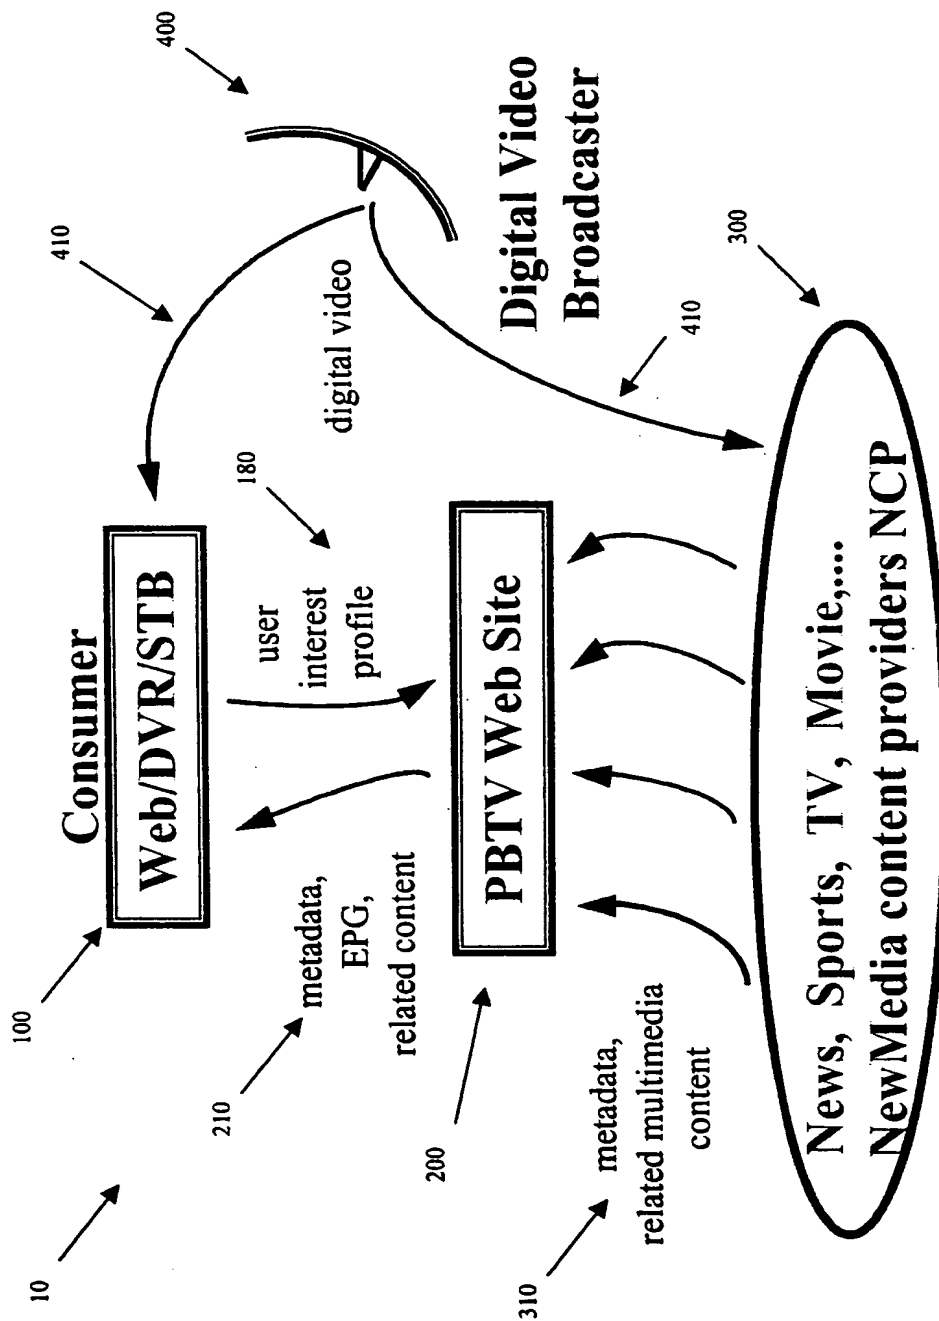 10
100
Consumer
Web/DVR/STB
410
400
210
metadata,
EPG,
related content
user
interest
profile
180
digital video
Digital Video
Broadcaster
200
PBTV Web Site
410
310
metadata,
related multimedia
content
300
News, Sports, TV, Movie,....
NewMedia content providers NCP